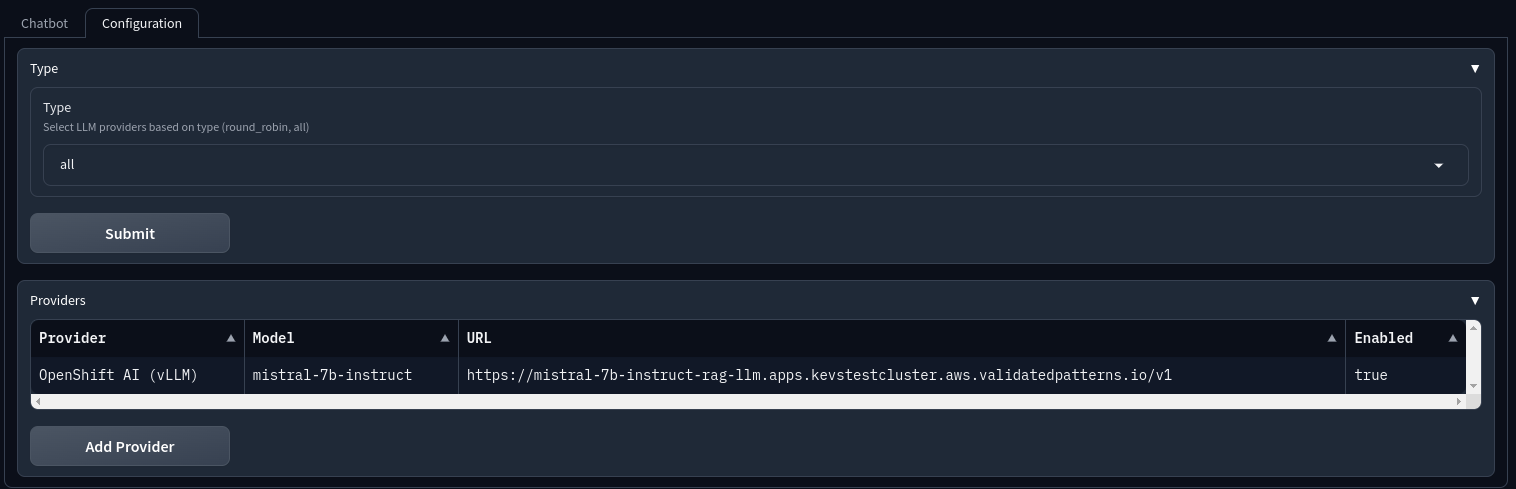 Chatbot Configuration
Type
Type
Select LLM providers based on type (round_robin, all)
all
Submit
Providers
Provider Model URL Enabled
OpenShift AI (vLLM) mistral-7b-instruct https://mistral-7b-instruct-rag-llm.apps.kevstestcluster.aws.validatedpatterns.io/v1 true
Add Provider